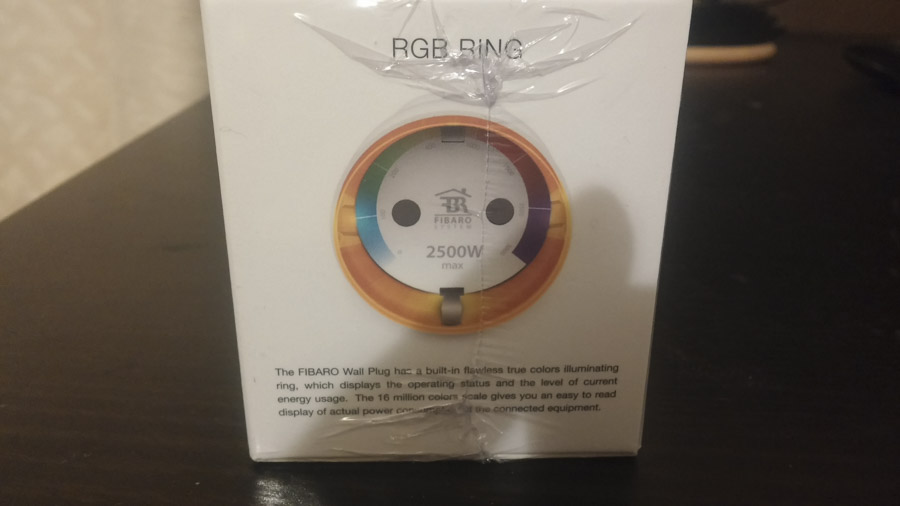 RGB RING
FIBARO
SYSTEM
2500W
max
The FIBARO Wall Plug has a built-in flawless true colors illuminating
ring, which displays the operating status and the level of current
energy usage. The 16 million colors scale gives you an easy to read
display of actual power of the connected equipment.